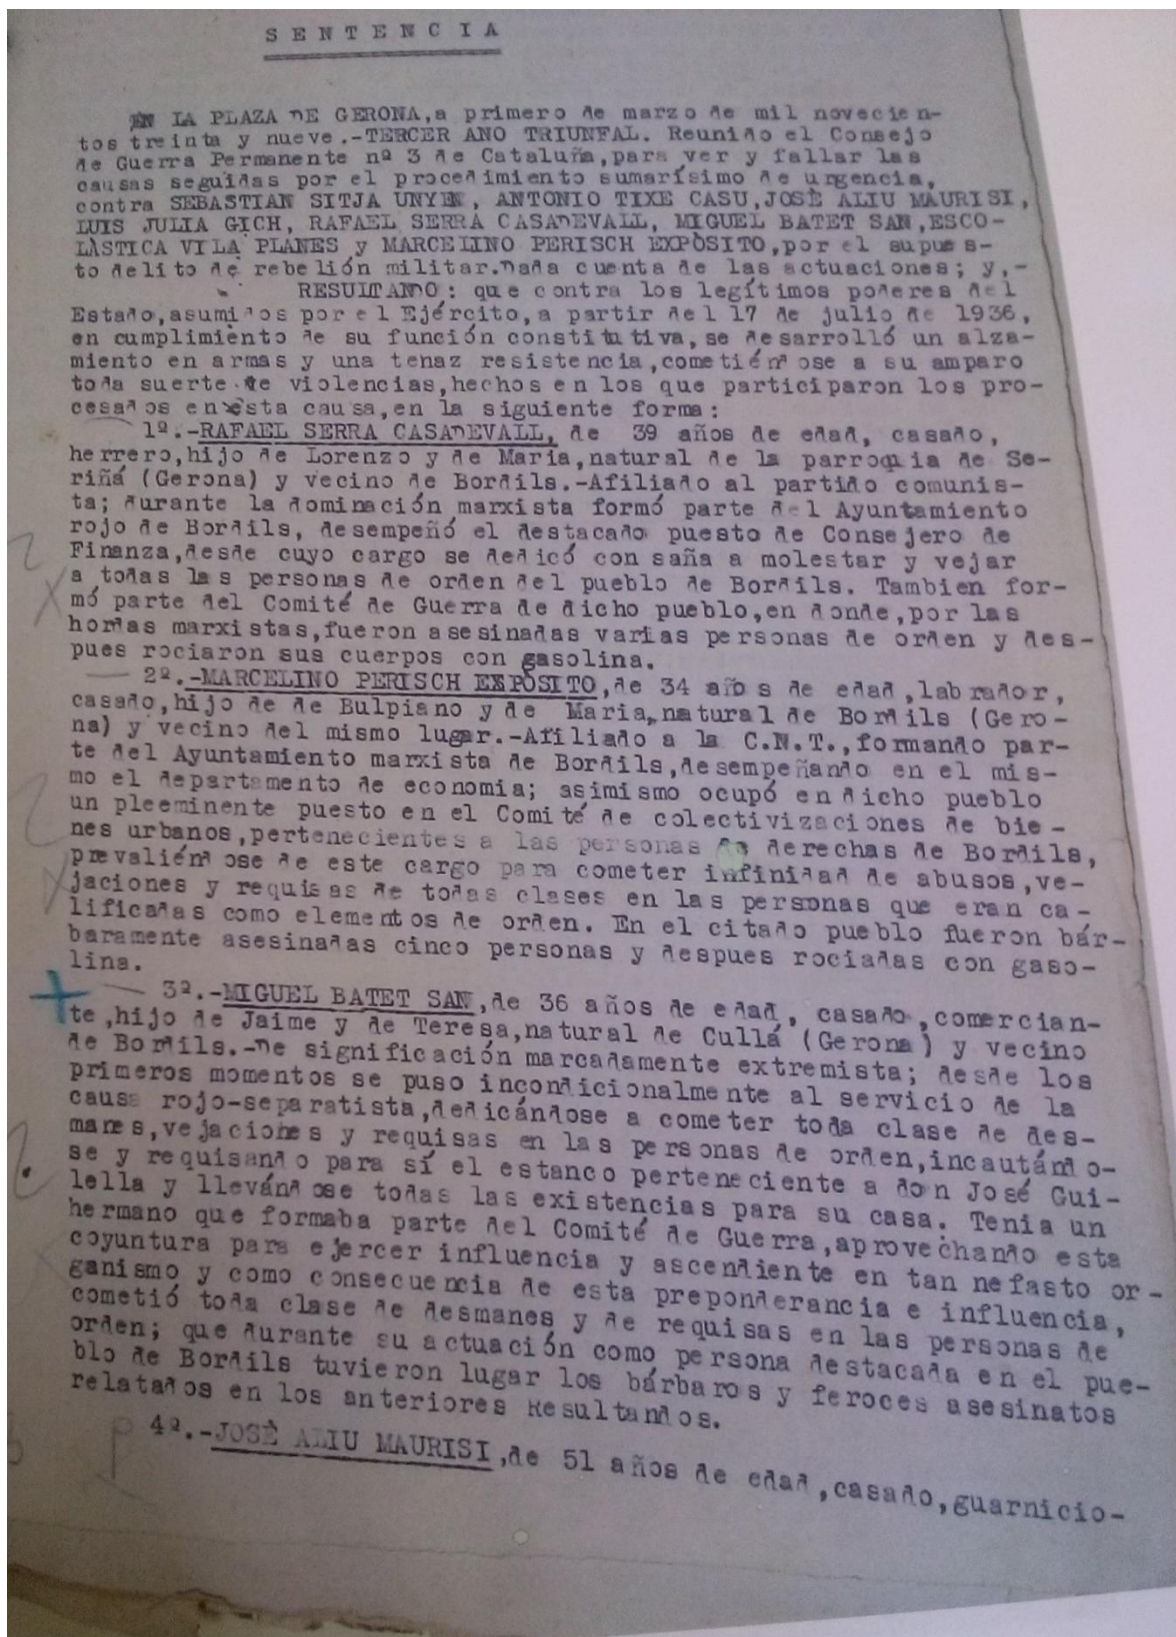 SENTENCIA
EN LA PLAZA DE GERONA,a primero de marzo de mil novecien-
tos treinta y nueve.-TERCER AÑO TRIUNFAL. Reunido el Consejo
de Guerra Permanente nº 3 de Cataluña,para ver y fallar las
causas seguidas por el procedimiento sumarísimo de urgencia,
contra SEBASTIAN SITJA UNYEN, ANTONIO TIXE CASU,JOSÈ ALIU MAURISI,
LUIS JULIA GICH, RAFAEL SERRA CASADEVALL, MIGUEL BATET SAN,ESCO-
LÀSTICA VILA PLANES y MARCELINO PERISCH EXPÒSITO,por el supues-
to delito de rebelión militar.Dada cuenta de las actuaciones; y,-
RESULTANDO: que contra los legítimos poderes del
Estado,asumidos por el Ejército,a partir del 17 de julio de 1936,
en cumplimiento de su función constitutiva,se desarrolló un alza-
miento en armas y una tenaz resistencia,cometiéndose a su amparo
toda suerte de violencias,hechos en los que participaron los pro-
cesados en esta causa,en la siguiente forma:
1º.-RAFAEL SERRA CASADEVALL, de 39 años de edad, casado,
herrero,hijo de Lorenzo y de Maria,natural de la parroquia de Se-
riñá (Gerona) y vecino de Bordils.-Afiliado al partido comunis-
ta; durante la dominación marxista formó parte del Ayuntamiento
rojo de Bordils, desempeñó el destacado puesto de Consejero de
Finanza,desde cuyo cargo se dedicó con saña a molestar y vejar
a todas las personas de orden del pueblo de Bordils. Tambien for-
mó parte del Comité de Guerra de dicho pueblo,en donde,por las
hordas marxistas,fueron asesinadas varias personas de orden y des-
pues rociaron sus cuerpos con gasolina.
2º.-MARCELINO PERISCH EXPÒSITO,de 34 años de edad,labrador,
casado,hijo de de Bulpiano y de Maria,natural de Bordils (Gero-
na) y vecino del mismo lugar.-Afiliado a la C.N.T.,formando par-
te del Ayuntamiento marxista de Bordils,desempeñando en el mis-
mo el departamento de economia; asimismo ocupó en dicho pueblo
un pleeminente puesto en el Comité de colectivizaciones de bie-
nes urbanos,pertenecientes a las personas de derechas de Bordils,
prevaliéndose de este cargo para cometer infinidad de abusos,ve-
jaciones y requisas de todas clases en las personas que eran ca-
lificadas como elementos de orden. En el citado pueblo fueron bár-
baramente asesinadas cinco personas y despues rociadas con gaso-
lina.
3º.-MIGUEL BATET SAN,de 36 años de edad, casado,comercian-
te,hijo de Jaime y de Teresa,natural de Cullá (Gerona) y vecino
de Bordils.-De significación marcadamente extremista; desde los
primeros momentos se puso incondicionalmente al servicio de la
causa rojo-separatista,dedicándose a cometer toda clase de des-
manes,vejaciones y requisas en las personas de orden,incautándo-
se y requisando para sí el estanco perteneciente a don José Gui-
lella y llevándose todas las existencias para su casa. Tenia un
hermano que formaba parte del Comité de Guerra,aprovechando esta
coyuntura para ejercer influencia y ascendiente en tan nefasto or-
ganismo y como consecuencia de esta preponderancia e influencia,
cometió toda clase de desmanes y de requisas en las personas de
orden; que durante su actuación como persona destacada en el pue-
blo de Bordils tuvieron lugar los bárbaros y feroces asesinatos
relatados en los anteriores Resultandos.
4º.-JOSÈ ALIU MAURISI,de 51 años de edad,casado,guarnicio-